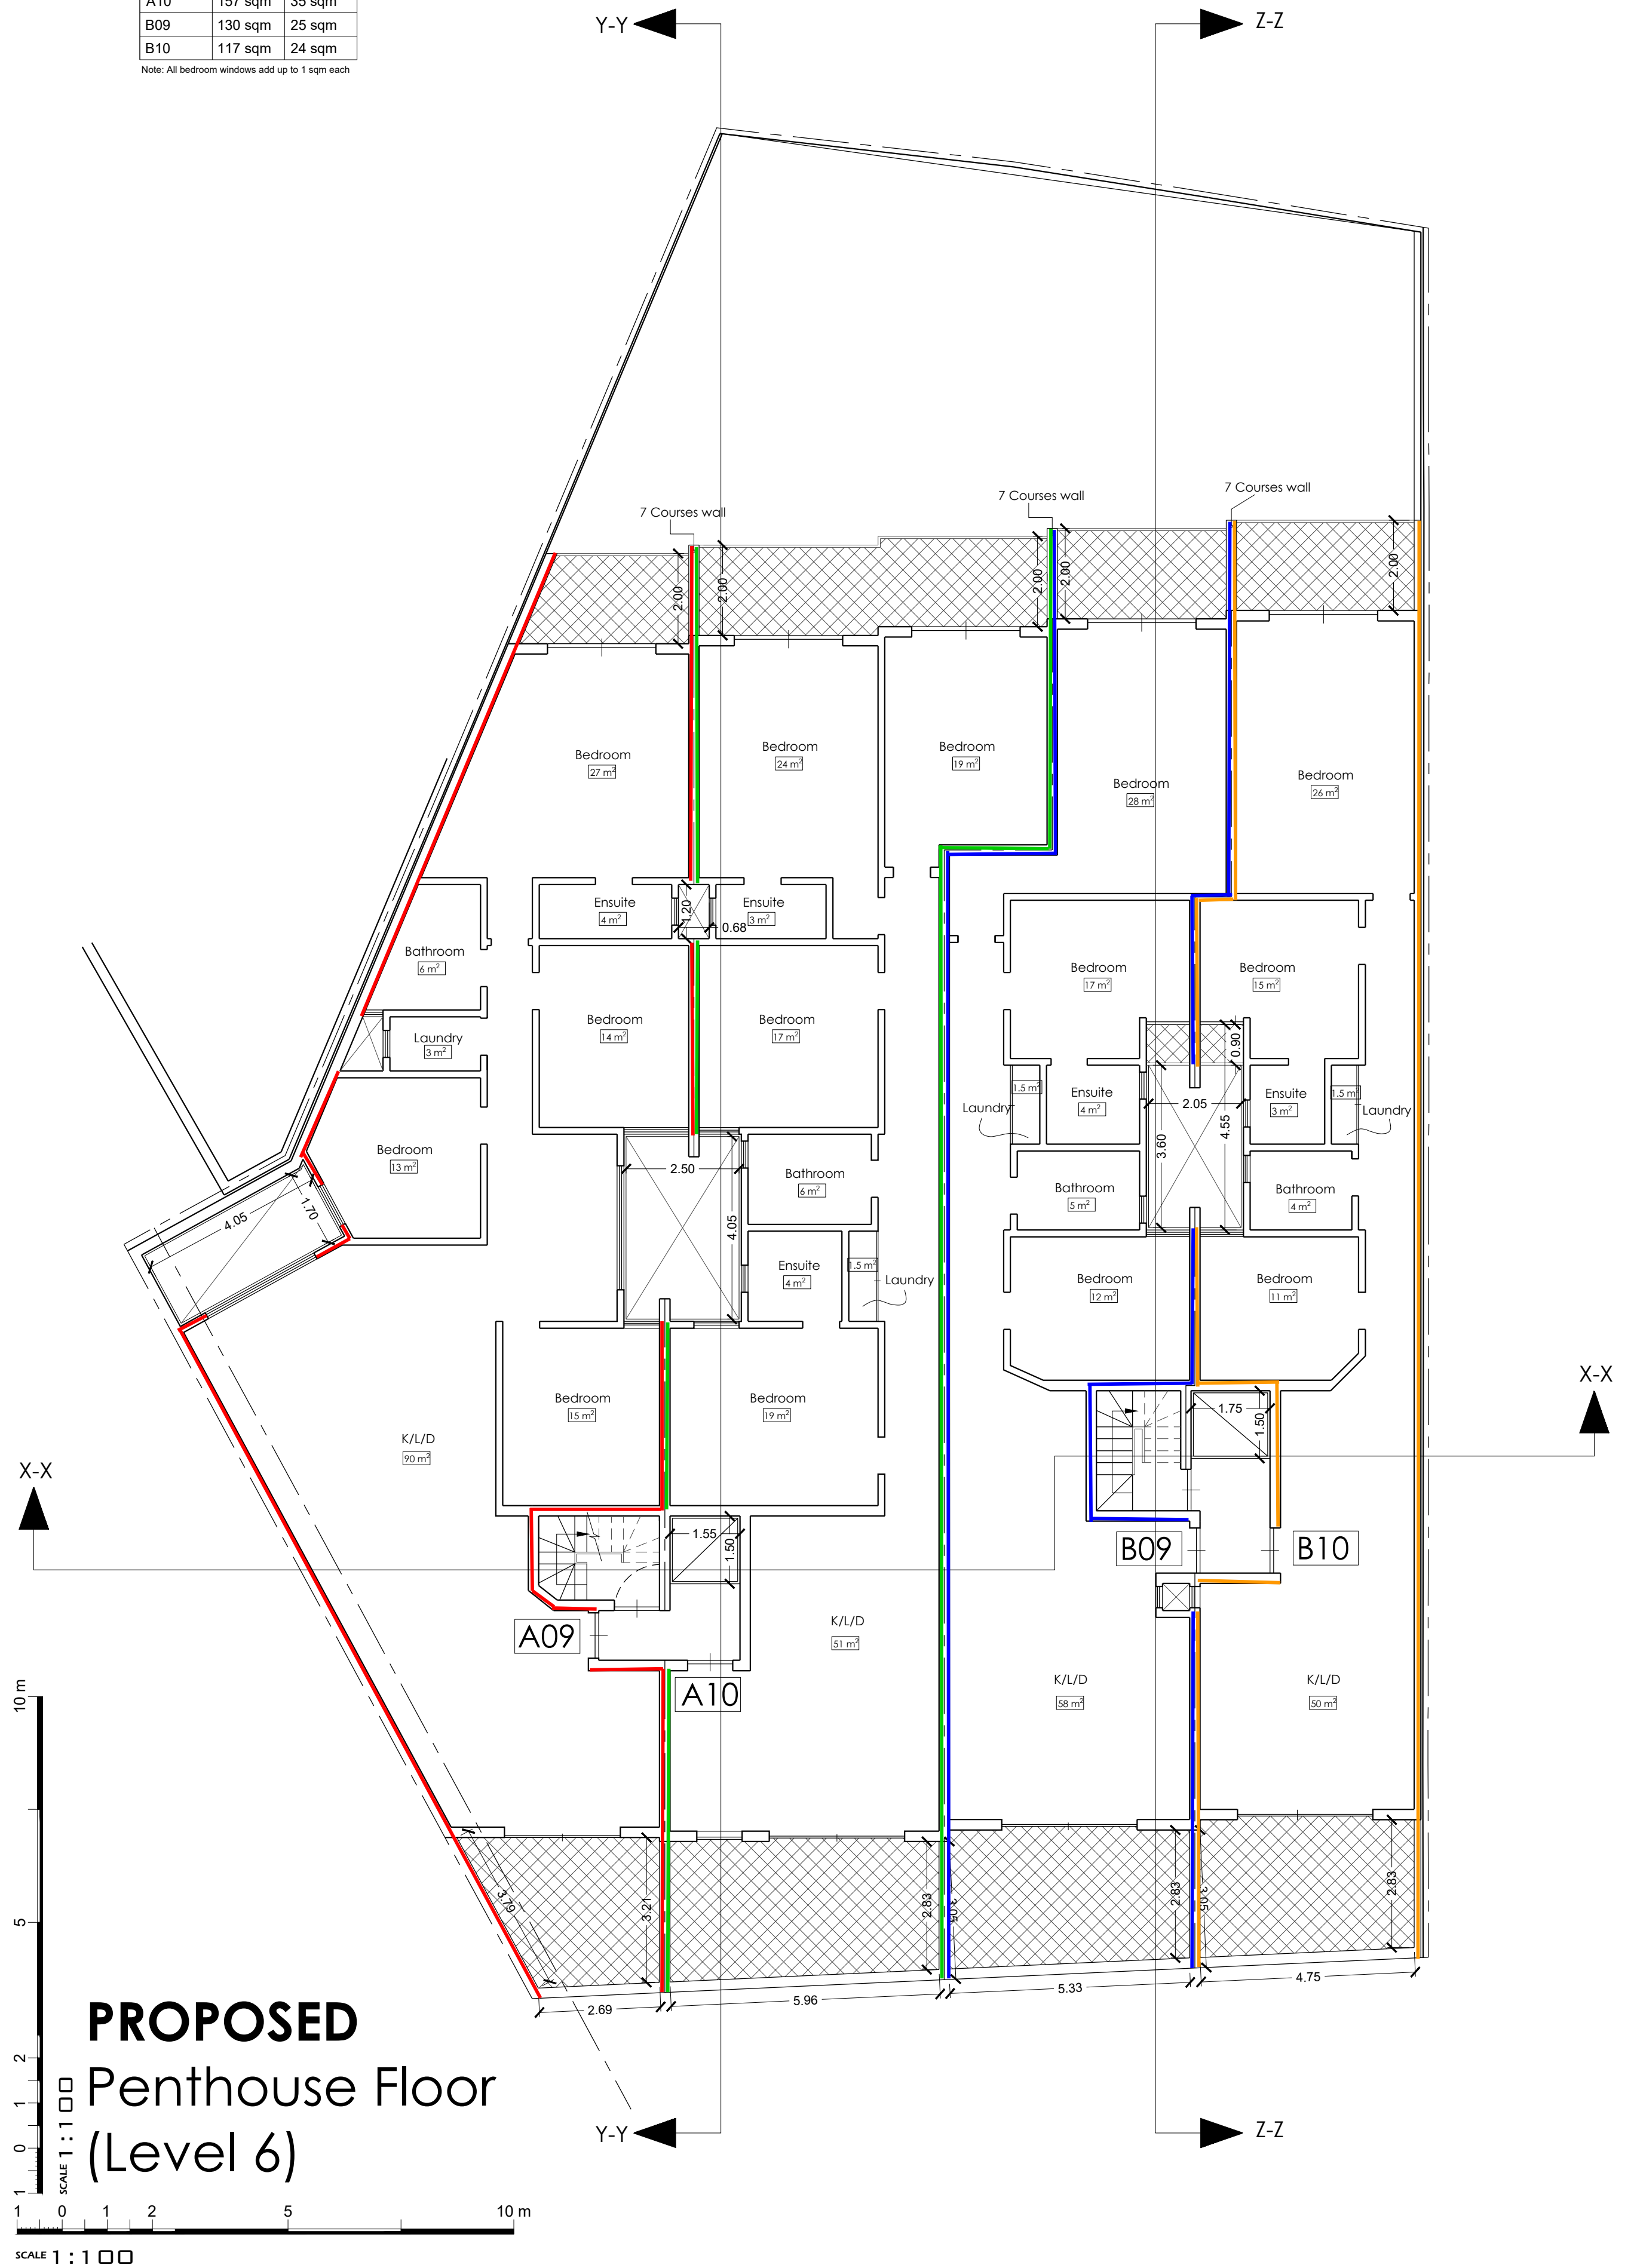 A10 157 sqm 35 sqm
B09 130 sqm 25 sqm
B10 117 sqm 24 sqm
Note: All bedroom windows add up to 1 sqm each
Y-Y
Z-Z
7 Courses wall
7 Courses wall
7 Courses wall
2.00
2.00
2.00
2.00
2.00
Bedroom
27 m²
Bedroom
24 m²
Bedroom
19 m²
Bedroom
28 m²
Bedroom
26 m²
Ensuite
4 m²
1.20
0.68
Ensuite
3 m²
Bathroom
6 m²
Bedroom
17 m²
Bedroom
15 m²
Bedroom
14 m²
Bedroom
17 m²
Laundry
3 m²
0.90
1.5 m²
Ensuite
4 m²
2.05
Ensuite
3 m²
1.5 m²
Laundry
Laundry
3.60
4.55
Bedroom
13 m²
2.50
Bathroom
6 m²
Bathroom
5 m²
Bathroom
4 m²
4.05
1.70
4.05
Ensuite
4 m²
1.5 m²
Laundry
Bedroom
12 m²
Bedroom
11 m²
X-X
Bedroom
15 m²
Bedroom
19 m²
1.75
1.50
K/L/D
90 m²
X-X
1.55
1.50
B09
B10
A09
K/L/D
51 m²
A10
K/L/D
58 m²
K/L/D
50 m²
3.79
3.21
2.83
3.05
2.83
3.05
2.83
2.69
5.96
5.33
4.75
PROPOSED
Penthouse Floor
(Level 6)
Y-Y
Z-Z
10 m
5
2
1
0
1
SCALE 1:100
1 0 1 2 5 10 m
SCALE 1:100